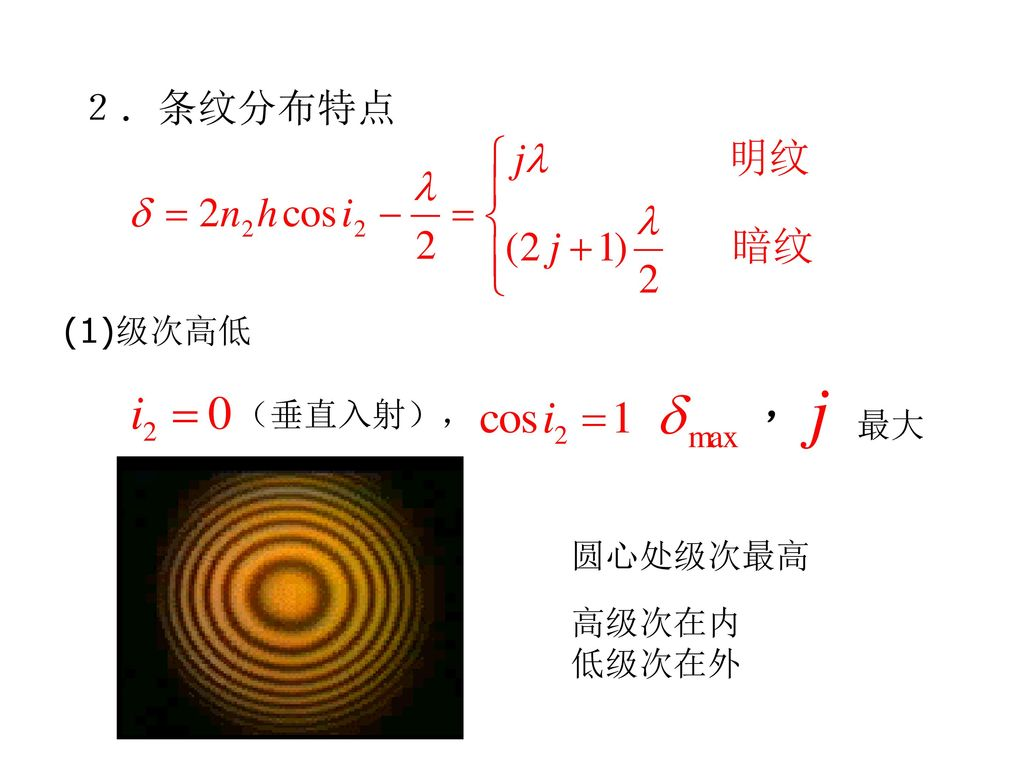 ２．条纹分布特点
δ = 2n₂h cos i₂ − λ/2 = { jλ 明纹
(2j + 1) λ/2 暗纹
(1)级次高低
i₂ = 0（垂直入射）， cos i₂ = 1 δmax ， j 最大
圆心处级次最高
高级次在内
低级次在外